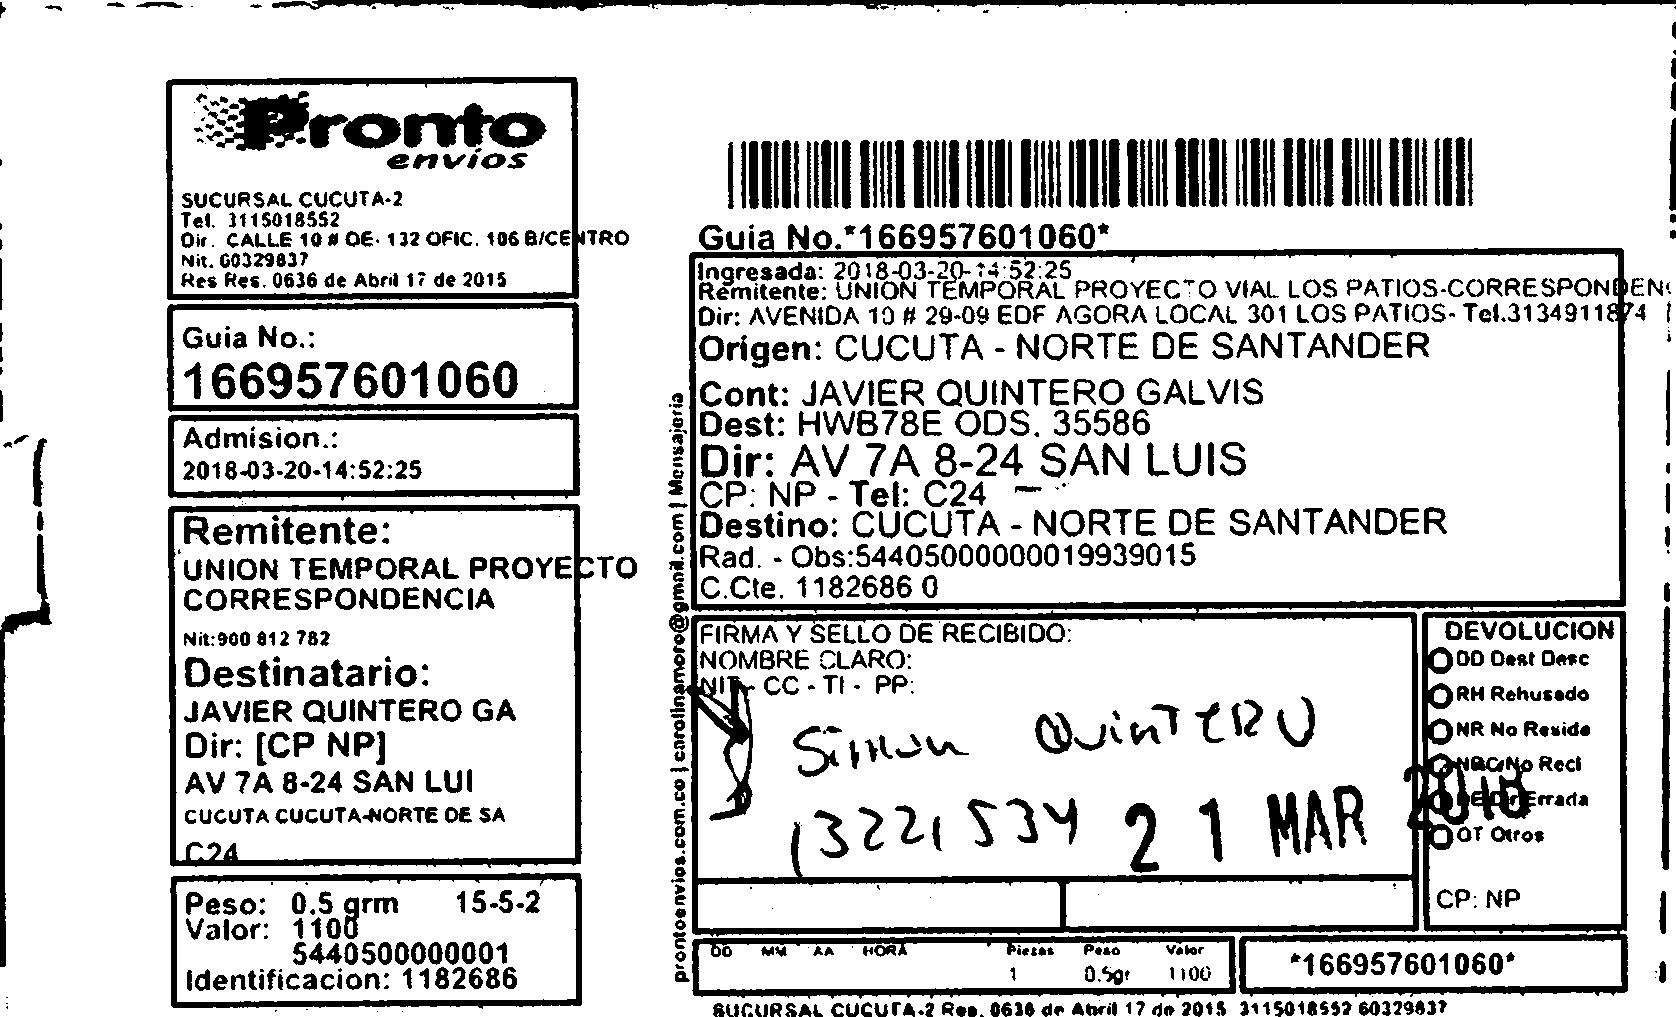 Pronto
envíos
SUCURSAL CUCUTA-2
Tel. 3115018552
Dir. CALLE 10 # OE- 132 OFIC. 106 B/CENTRO
Nit. 60329837
Res Res. 0636 de Abril 17 de 2015
Guia No.:
166957601060
Admision.:
2018-03-20-14:52:25
Remitente:
UNION TEMPORAL PROYECTO
CORRESPONDENCIA
Nit:900 812 782
Destinatario:
JAVIER QUINTERO GA
Dir: [CP NP]
AV 7A 8-24 SAN LUI
CUCUTA CUCUTA-NORTE DE SA
C24
Peso: 0.5 grm 15-5-2
Valor: 1100
5440500000001
Identificacion: 1182686
prontoenvios.com.co | carolinamoro@gmail.com | Mensajeria
Guia No.*166957601060*
Ingresada: 2018-03-20-14:52:25
Remitente: UNION TEMPORAL PROYECTO VIAL LOS PATIOS-CORRESPONDEN
Dir: AVENIDA 10 # 29-09 EDF AGORA LOCAL 301 LOS PATIOS- Tel.3134911874
Origen: CUCUTA - NORTE DE SANTANDER
Cont: JAVIER QUINTERO GALVIS
Dest: HWB78E ODS. 35586
Dir: AV 7A 8-24 SAN LUIS
CP: NP - Tel: C24
Destino: CUCUTA - NORTE DE SANTANDER
Rad. - Obs:54405000000019939015
C.Cte. 1182686 0
FIRMA Y SELLO DE RECIBIDO:
NOMBRE CLARO:
NIT - CC - TI - PP:
Simon QuinTERO
13221534 21 MAR 2018
DEVOLUCION
DD Dest Desc
RH Rehusado
NR No Reside
NRC No Recl
DE Dir Errada
OT Otros
CP: NP
DD MM AA HORA Piezas Peso Valor
1 0.5gr 1100
*166957601060*
SUCURSAL CUCUTA-2 Res. 0636 de Abril 17 de 2015 3115018552 60329837